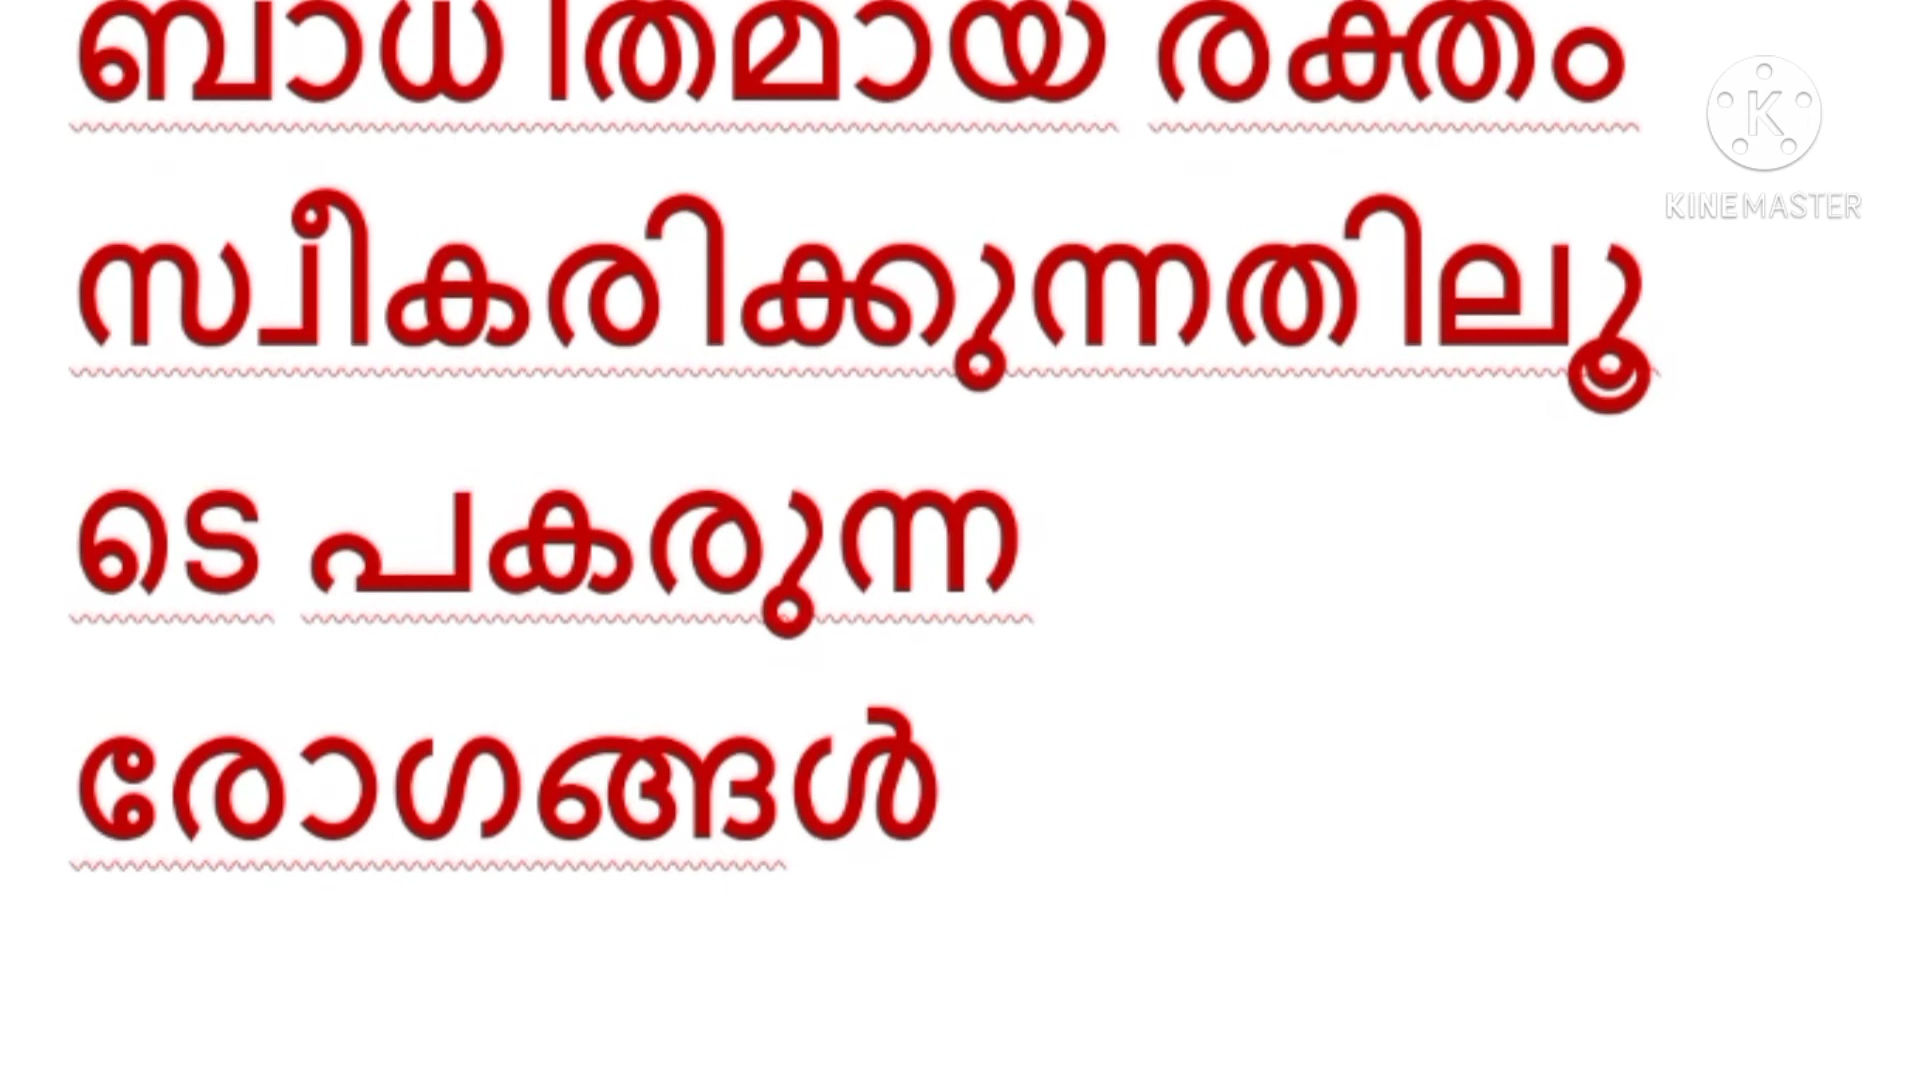 ബാധിതമായ രക്തം
സ്വീകരിക്കുന്നതിലൂ
ടെ പകരുന്ന
രോഗങ്ങൾ
K
KINEMASTER